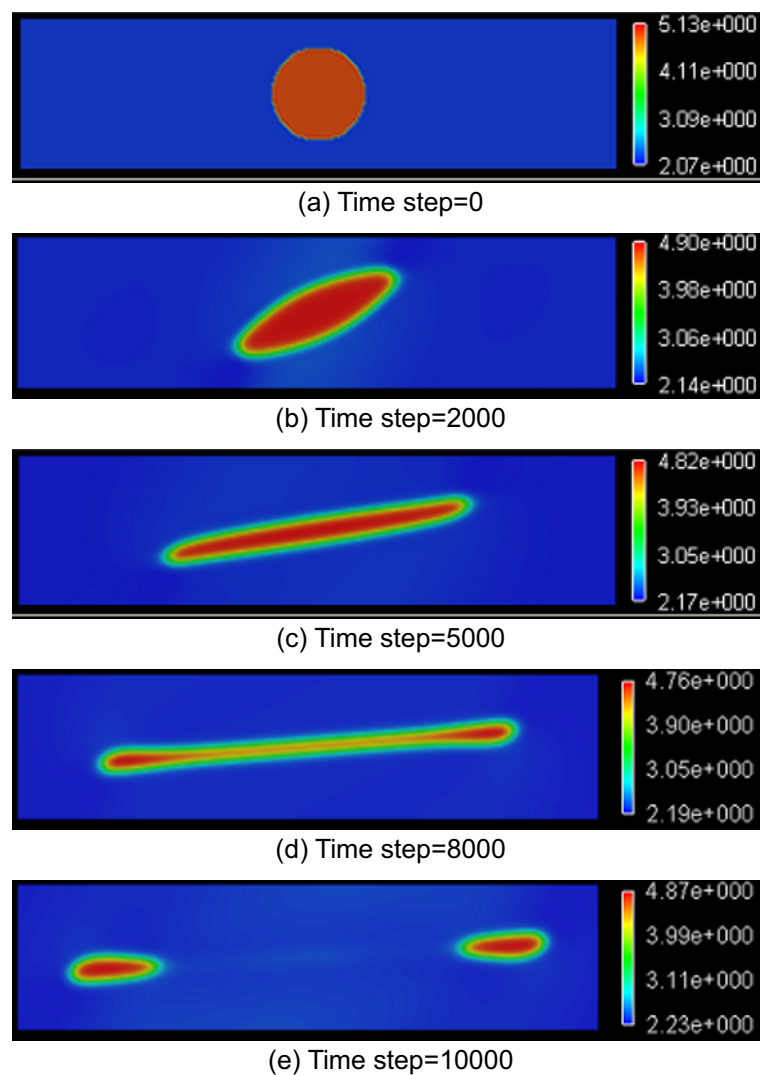 5.13e+000
4.11e+000
3.09e+000
2.07e+000
(a) Time step=0
4.90e+000
3.98e+000
3.06e+000
2.14e+000
(b) Time step=2000
4.82e+000
3.93e+000
3.05e+000
2.17e+000
(c) Time step=5000
4.76e+000
3.90e+000
3.05e+000
2.19e+000
(d) Time step=8000
4.87e+000
3.99e+000
3.11e+000
2.23e+000
(e) Time step=10000